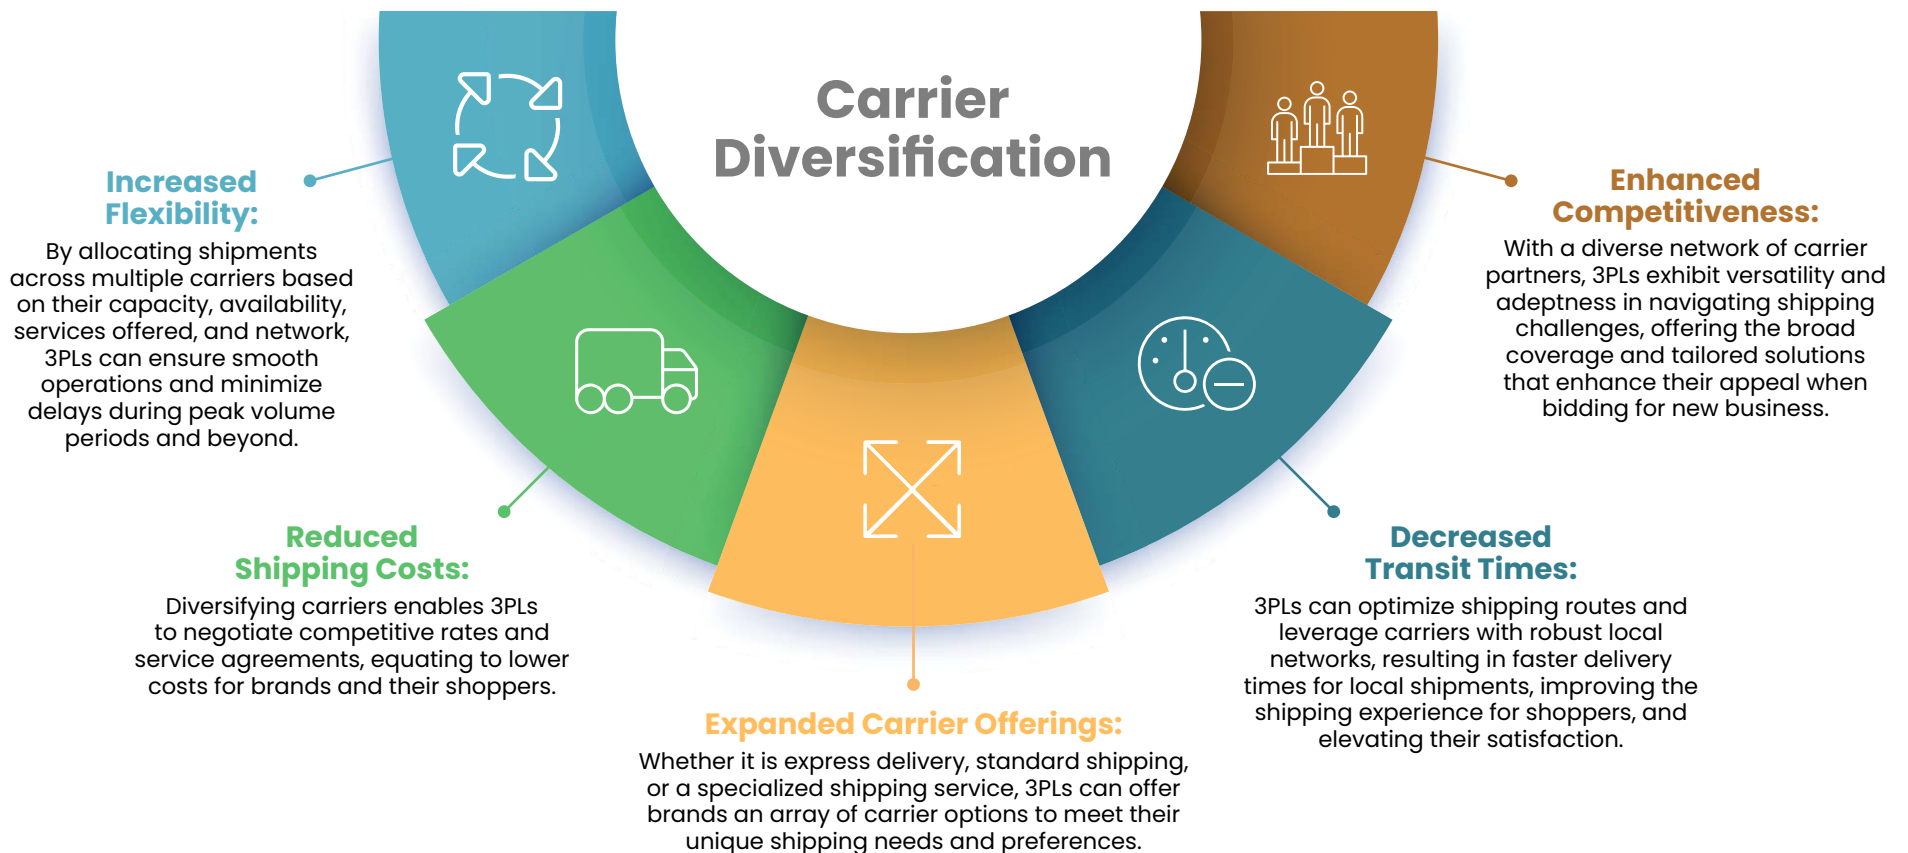 Carrier
Diversification
Increased
Flexibility:
By allocating shipments
across multiple carriers based
on their capacity, availability,
services offered, and network,
3PLs can ensure smooth
operations and minimize
delays during peak volume
periods and beyond.
Reduced
Shipping Costs:
Diversifying carriers enables 3PLs
to negotiate competitive rates and
service agreements, equating to lower
costs for brands and their shoppers.
Expanded Carrier Offerings:
Whether it is express delivery, standard shipping,
or a specialized shipping service, 3PLs can offer
brands an array of carrier options to meet their
unique shipping needs and preferences.
Decreased
Transit Times:
3PLs can optimize shipping routes and
leverage carriers with robust local
networks, resulting in faster delivery
times for local shipments, improving the
shipping experience for shoppers, and
elevating their satisfaction.
Enhanced
Competitiveness:
With a diverse network of carrier
partners, 3PLs exhibit versatility and
adeptness in navigating shipping
challenges, offering the broad
coverage and tailored solutions
that enhance their appeal when
bidding for new business.